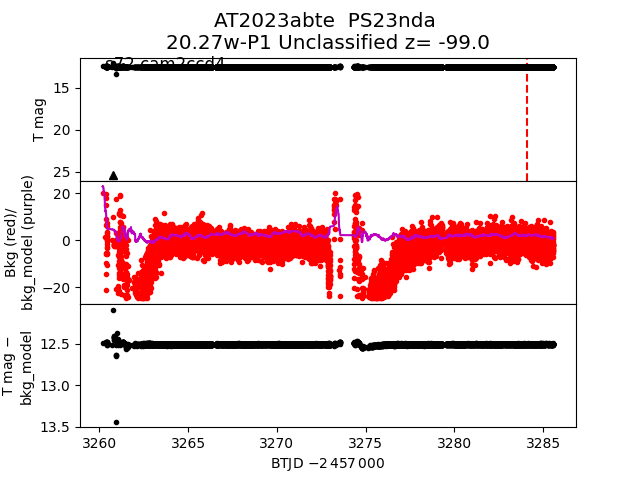 AT2023abte PS23nda
20.27w-P1 Unclassified z= -99.0
s72 cam2ccd4
T mag
15
20
25
Bkg (red)/
bkg_model (purple)
20
0
−20
T mag −
bkg_model
12.5
13.0
13.5
3260
3265
3270
3275
3280
3285
BTJD −2 457 000